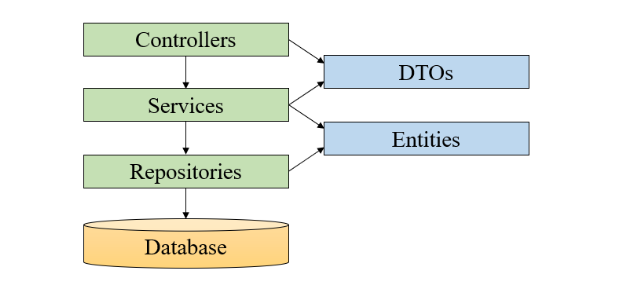 Controllers
DTOs
Services
Entities
Repositories
Database